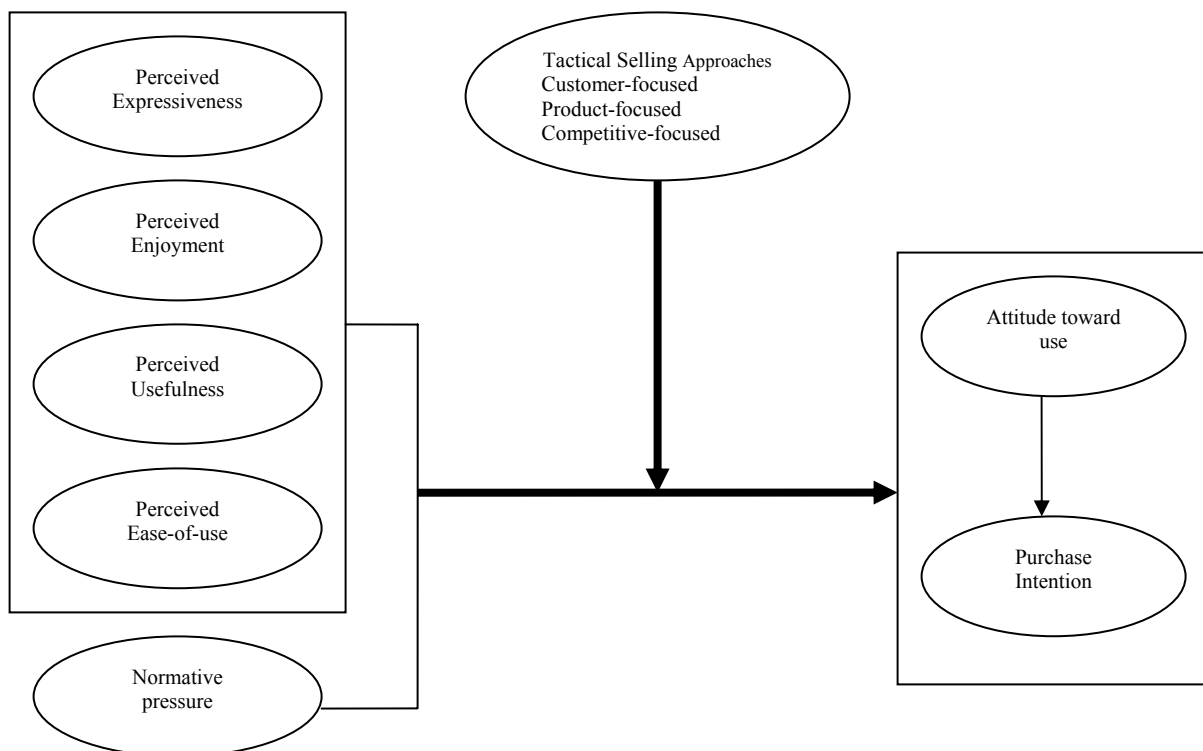 Perceived
Expressiveness
Perceived
Enjoyment
Perceived
Usefulness
Perceived
Ease-of-use
Normative
pressure
Tactical Selling Approaches
Customer-focused
Product-focused
Competitive-focused
Attitude toward
use
Purchase
Intention